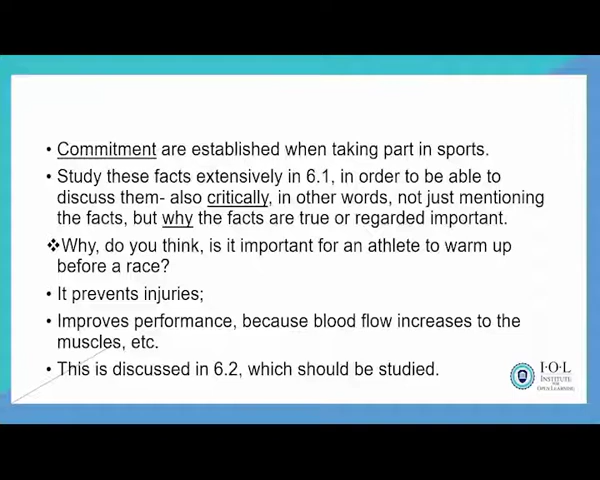 • Commitment are established when taking part in sports.
• Study these facts extensively in 6.1, in order to be able to
discuss them- also critically, in other words, not just mentioning
the facts, but why the facts are true or regarded important.
❖Why, do you think, is it important for an athlete to warm up
before a race?
• It prevents injuries;
• Improves performance, because blood flow increases to the
muscles, etc.
• This is discussed in 6.2, which should be studied.
I·O·L
INSTITUTE
FOR
OPEN LEARNING